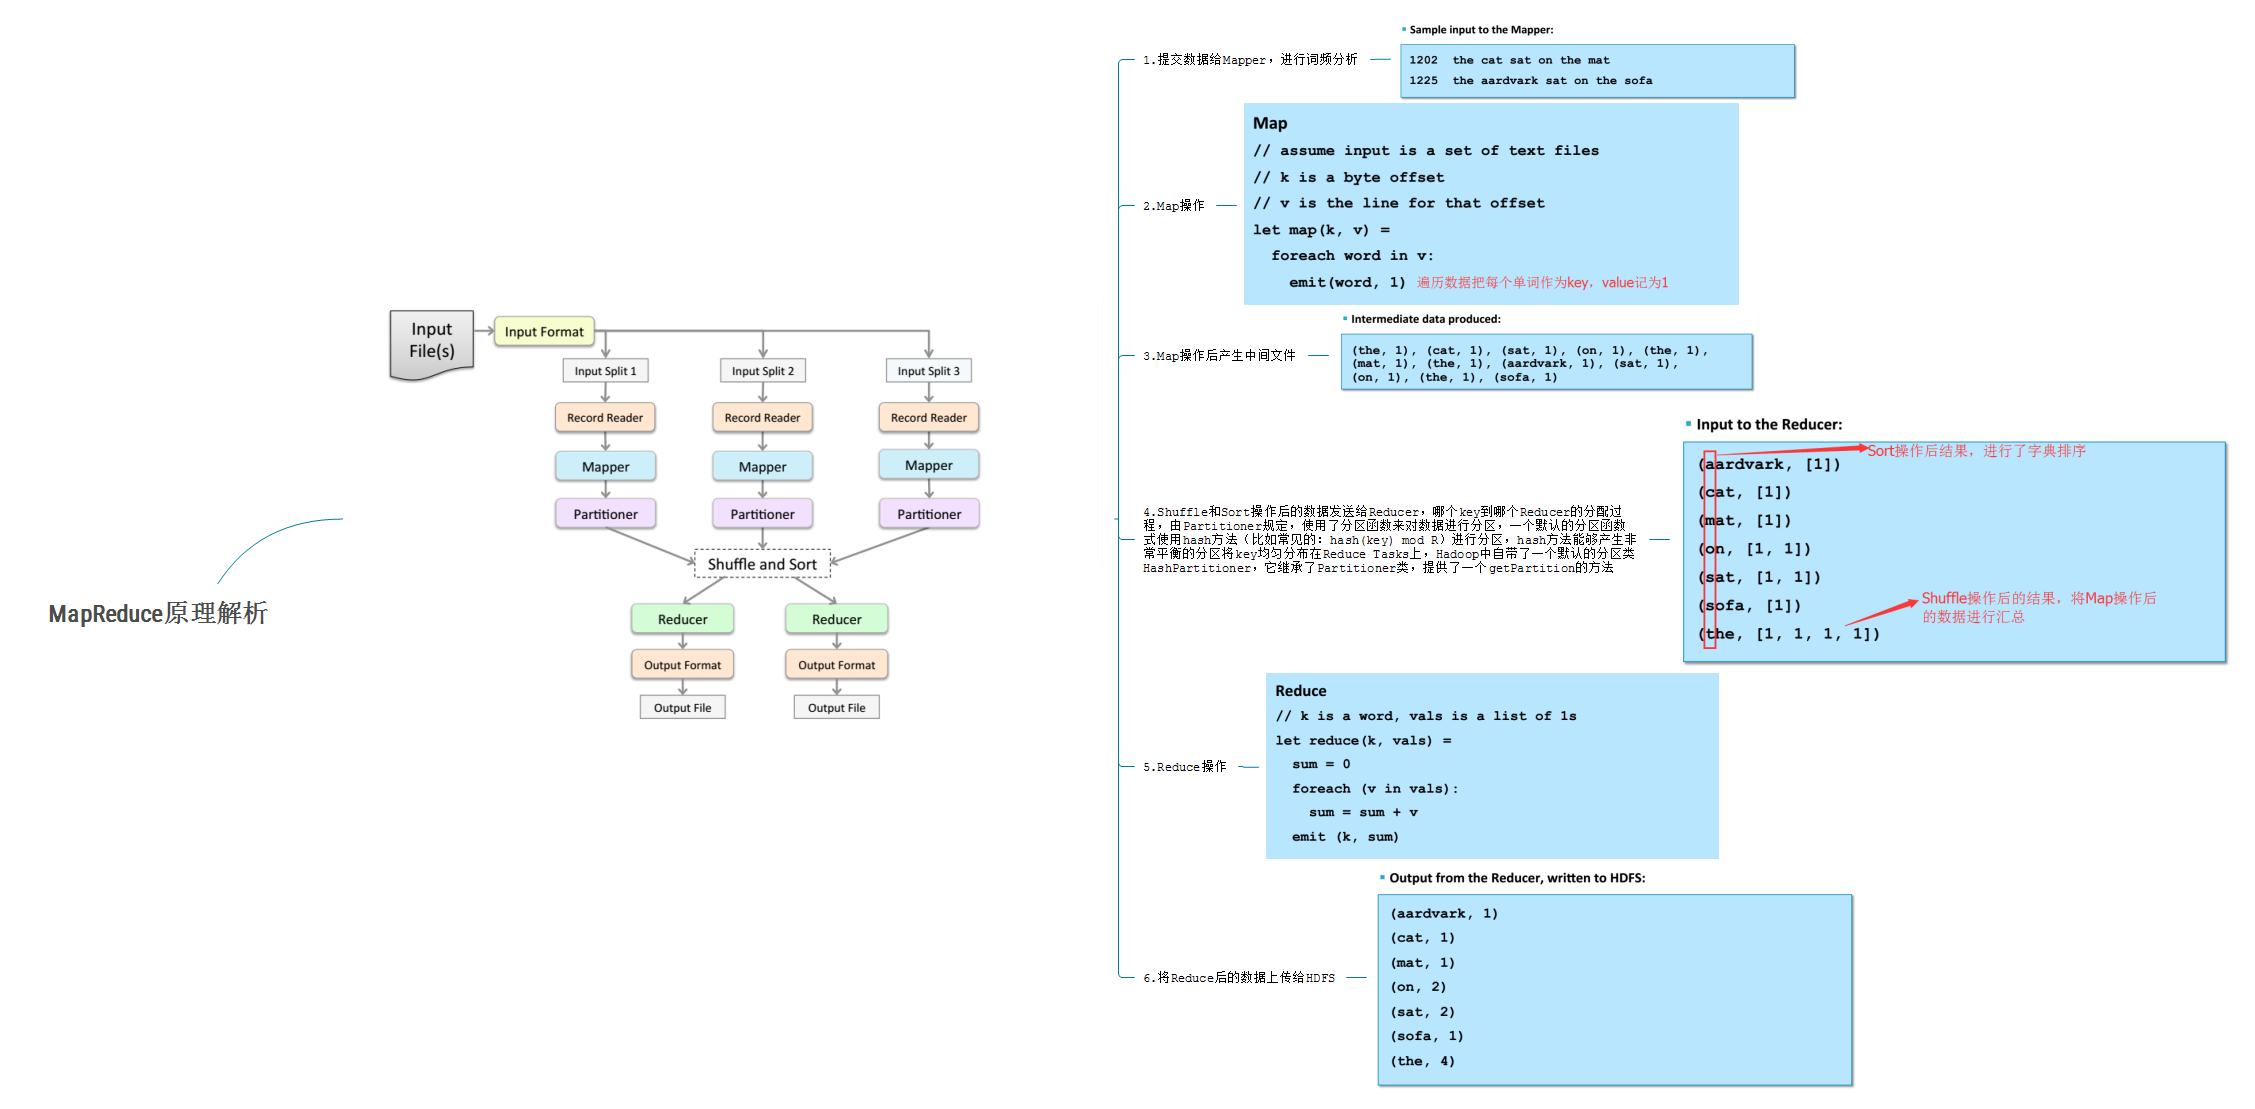 MapReduce原理解析
Input
File(s)
Input Format
Input Split 1
Input Split 2
Input Split 3
Record Reader
Record Reader
Record Reader
Mapper
Mapper
Mapper
Partitioner
Partitioner
Partitioner
Shuffle and Sort
Reducer
Reducer
Output Format
Output Format
Output File
Output File
1.提交数据给Mapper，进行词频分析
Sample input to the Mapper:
1202 the cat sat on the mat
1225 the aardvark sat on the sofa
2.Map操作
Map
// assume input is a set of text files
// k is a byte offset
// v is the line for that offset
let map(k, v) =
foreach word in v:
emit(word, 1) 遍历数据把每个单词作为key，value记为1
3.Map操作后产生中间文件
Intermediate data produced:
(the, 1), (cat, 1), (sat, 1), (on, 1), (the, 1),
(mat, 1), (the, 1), (aardvark, 1), (sat, 1),
(on, 1), (the, 1), (sofa, 1)
4.Shuffle和Sort操作后的数据发送给Reducer，哪个key到哪个Reducer的分配过
程，由Partitioner规定，使用了分区函数来对数据进行分区，一个默认的分区函数
式使用hash方法（比如常见的：hash(key) mod R）进行分区，hash方法能够产生非
常平衡的分区将key均匀分布在Reduce Tasks上，Hadoop中自带了一个默认的分区类
HashPartitioner，它继承了Partitioner类，提供了一个getPartition的方法
Input to the Reducer:
Sort操作后结果，进行了字典排序
(aardvark, [1])
(cat, [1])
(mat, [1])
(on, [1, 1])
(sat, [1, 1])
(sofa, [1])
Shuffle操作后的结果，将Map操作后
的数据进行汇总
(the, [1, 1, 1, 1])
5.Reduce操作
Reduce
// k is a word, vals is a list of 1s
let reduce(k, vals) =
sum = 0
foreach (v in vals):
sum = sum + v
emit (k, sum)
6.将Reduce后的数据上传给HDFS
Output from the Reducer, written to HDFS:
(aardvark, 1)
(cat, 1)
(mat, 1)
(on, 2)
(sat, 2)
(sofa, 1)
(the, 4)